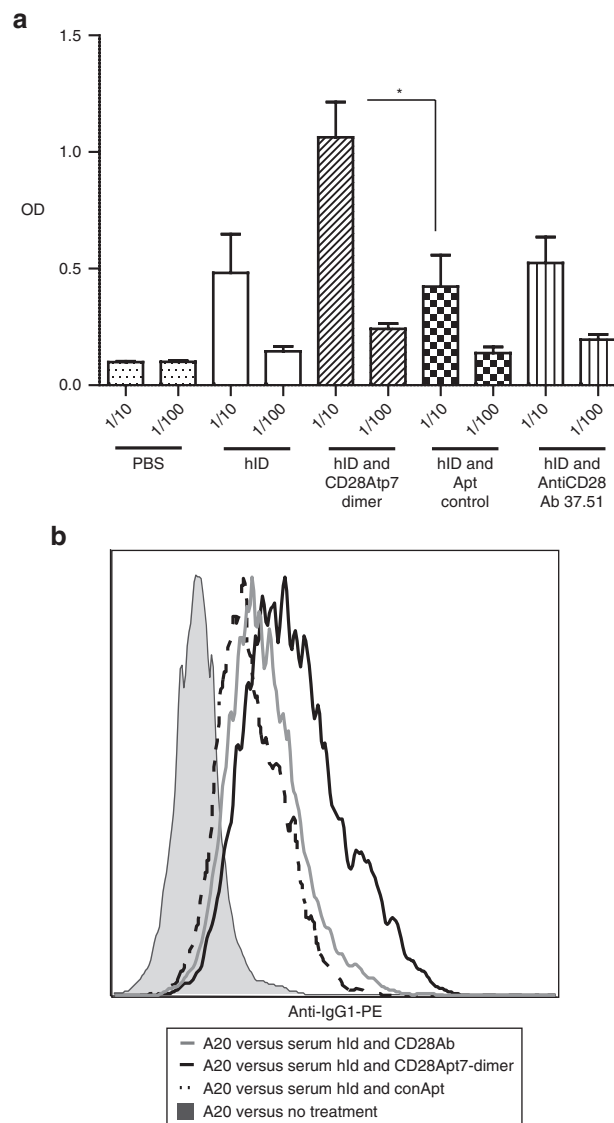 a
1.5
1.0
OD
0.5
0.0
1/10 1/100 1/10 1/100 1/10 1/100 1/10 1/100 1/10 1/100
*
PBS
hID
hID and
CD28Atp7
dimer
hID and
Apt
control
hID and
AntiCD28
Ab 37.51
b
Anti-IgG1-PE
A20 versus serum hId and CD28Ab
A20 versus serum hId and CD28Apt7-dimer
A20 versus serum hId and conApt
A20 versus no treatment